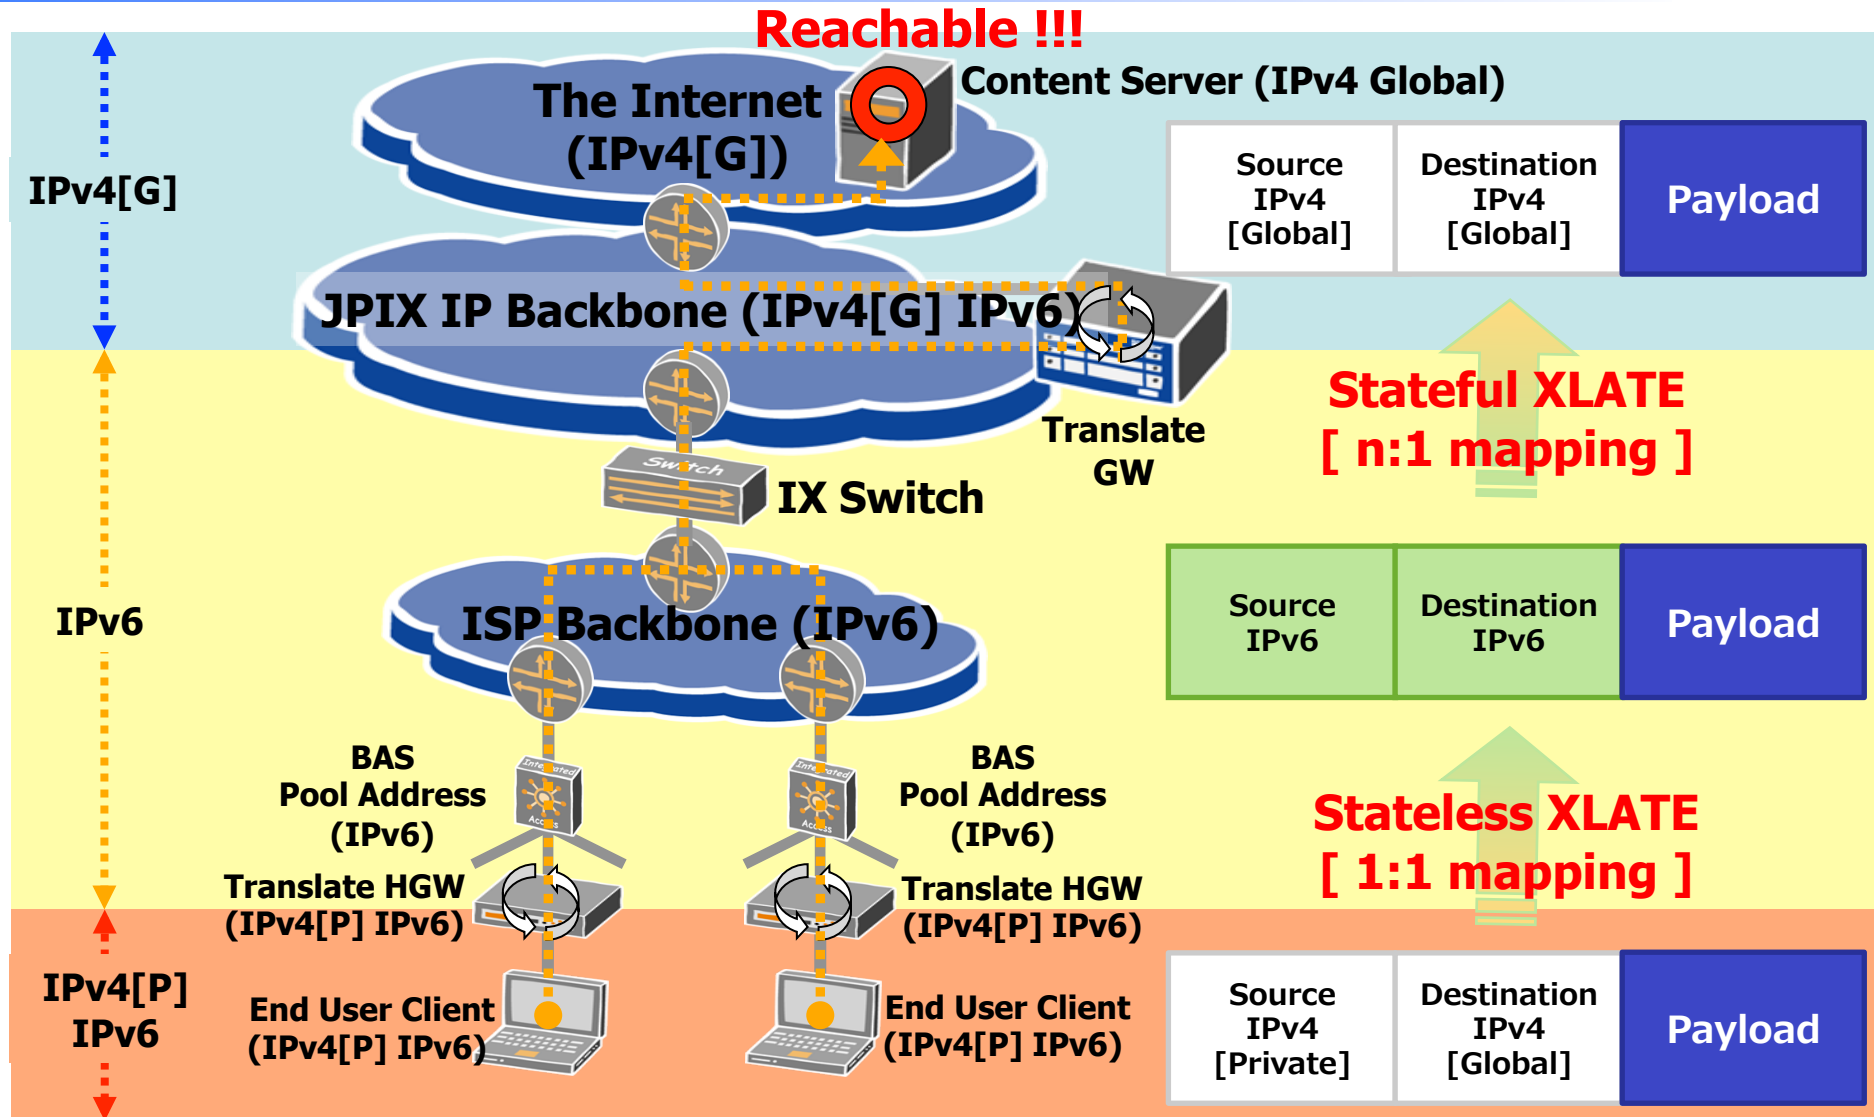 Reachable !!!
Content Server (IPv4 Global)
The Internet
(IPv4[G])
IPv4[G]
Source
IPv4
[Global]
Destination
IPv4
[Global]
Payload
JPIX IP Backbone (IPv4[G] IPv6)
Translate
GW
Stateful XLATE
[ n:1 mapping ]
Switch
IX Switch
IPv6
ISP Backbone (IPv6)
Source
IPv6
Destination
IPv6
Payload
BAS
Pool Address
(IPv6)
Integrated
Access
BAS
Pool Address
(IPv6)
Integrated
Access
Stateless XLATE
[ 1:1 mapping ]
Translate HGW
(IPv4[P] IPv6)
Translate HGW
(IPv4[P] IPv6)
IPv4[P]
IPv6
End User Client
(IPv4[P] IPv6)
End User Client
(IPv4[P] IPv6)
Source
IPv4
[Private]
Destination
IPv4
[Global]
Payload